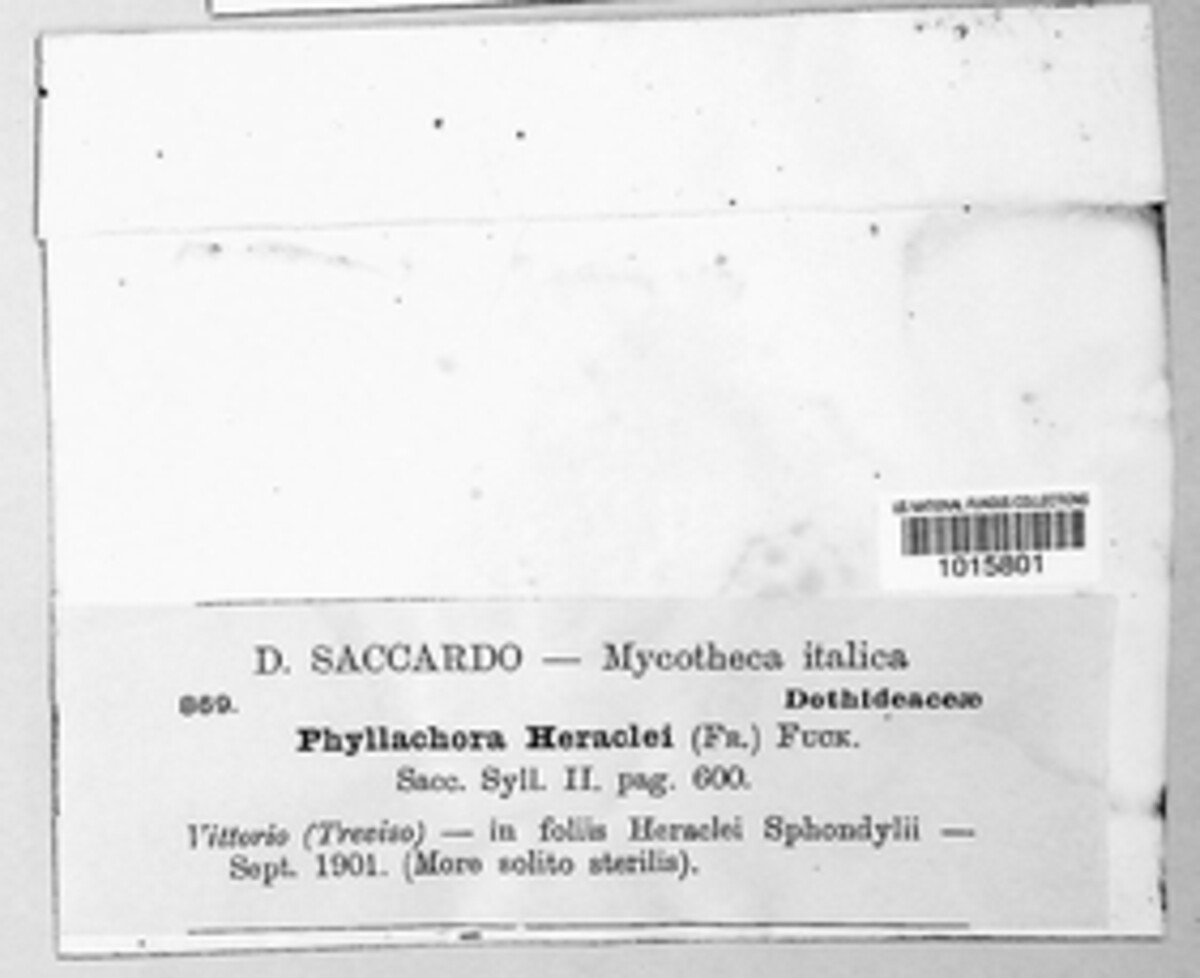 US NATIONAL FUNGUS COLLECTIONS
1015801
D. SACCARDO — Mycotheca italica
859. Dothideaceæ
Phyllachora Heraclei (Fr.) Fuck.
Sacc. Syll. II. pag. 600.
Vittorio (Treviso) — in foliis Heraclei Sphondylii —
Sept. 1901. (More solito sterilis).